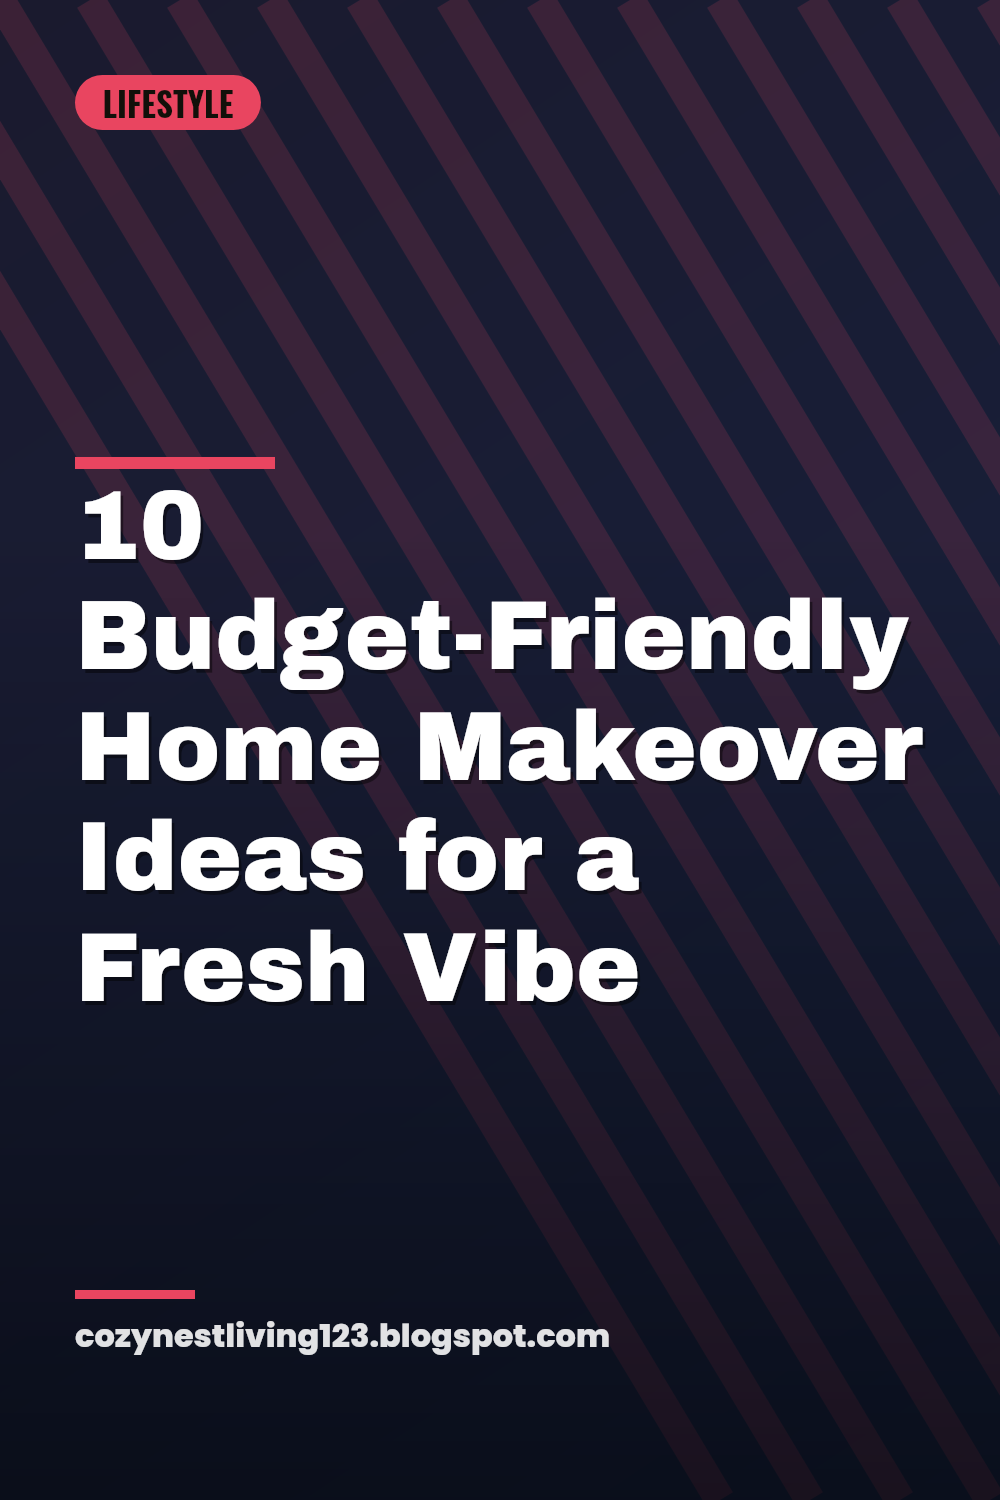 LIFESTYLE
10
Budget-Friendly
Home Makeover
Ideas for a
Fresh Vibe
cozynestliving123.blogspot.com